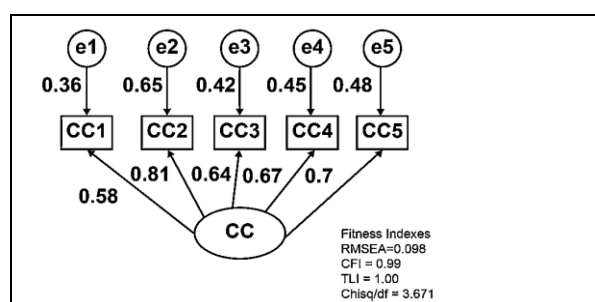 e1 e2 e3 e4 e5
0.36 0.65 0.42 0.45 0.48
CC1 CC2 CC3 CC4 CC5
0.58 0.81 0.64 0.67 0.7
CC
Fitness Indexes
RMSEA=0.098
CFI = 0.99
TLI = 1.00
Chisq/df = 3.671